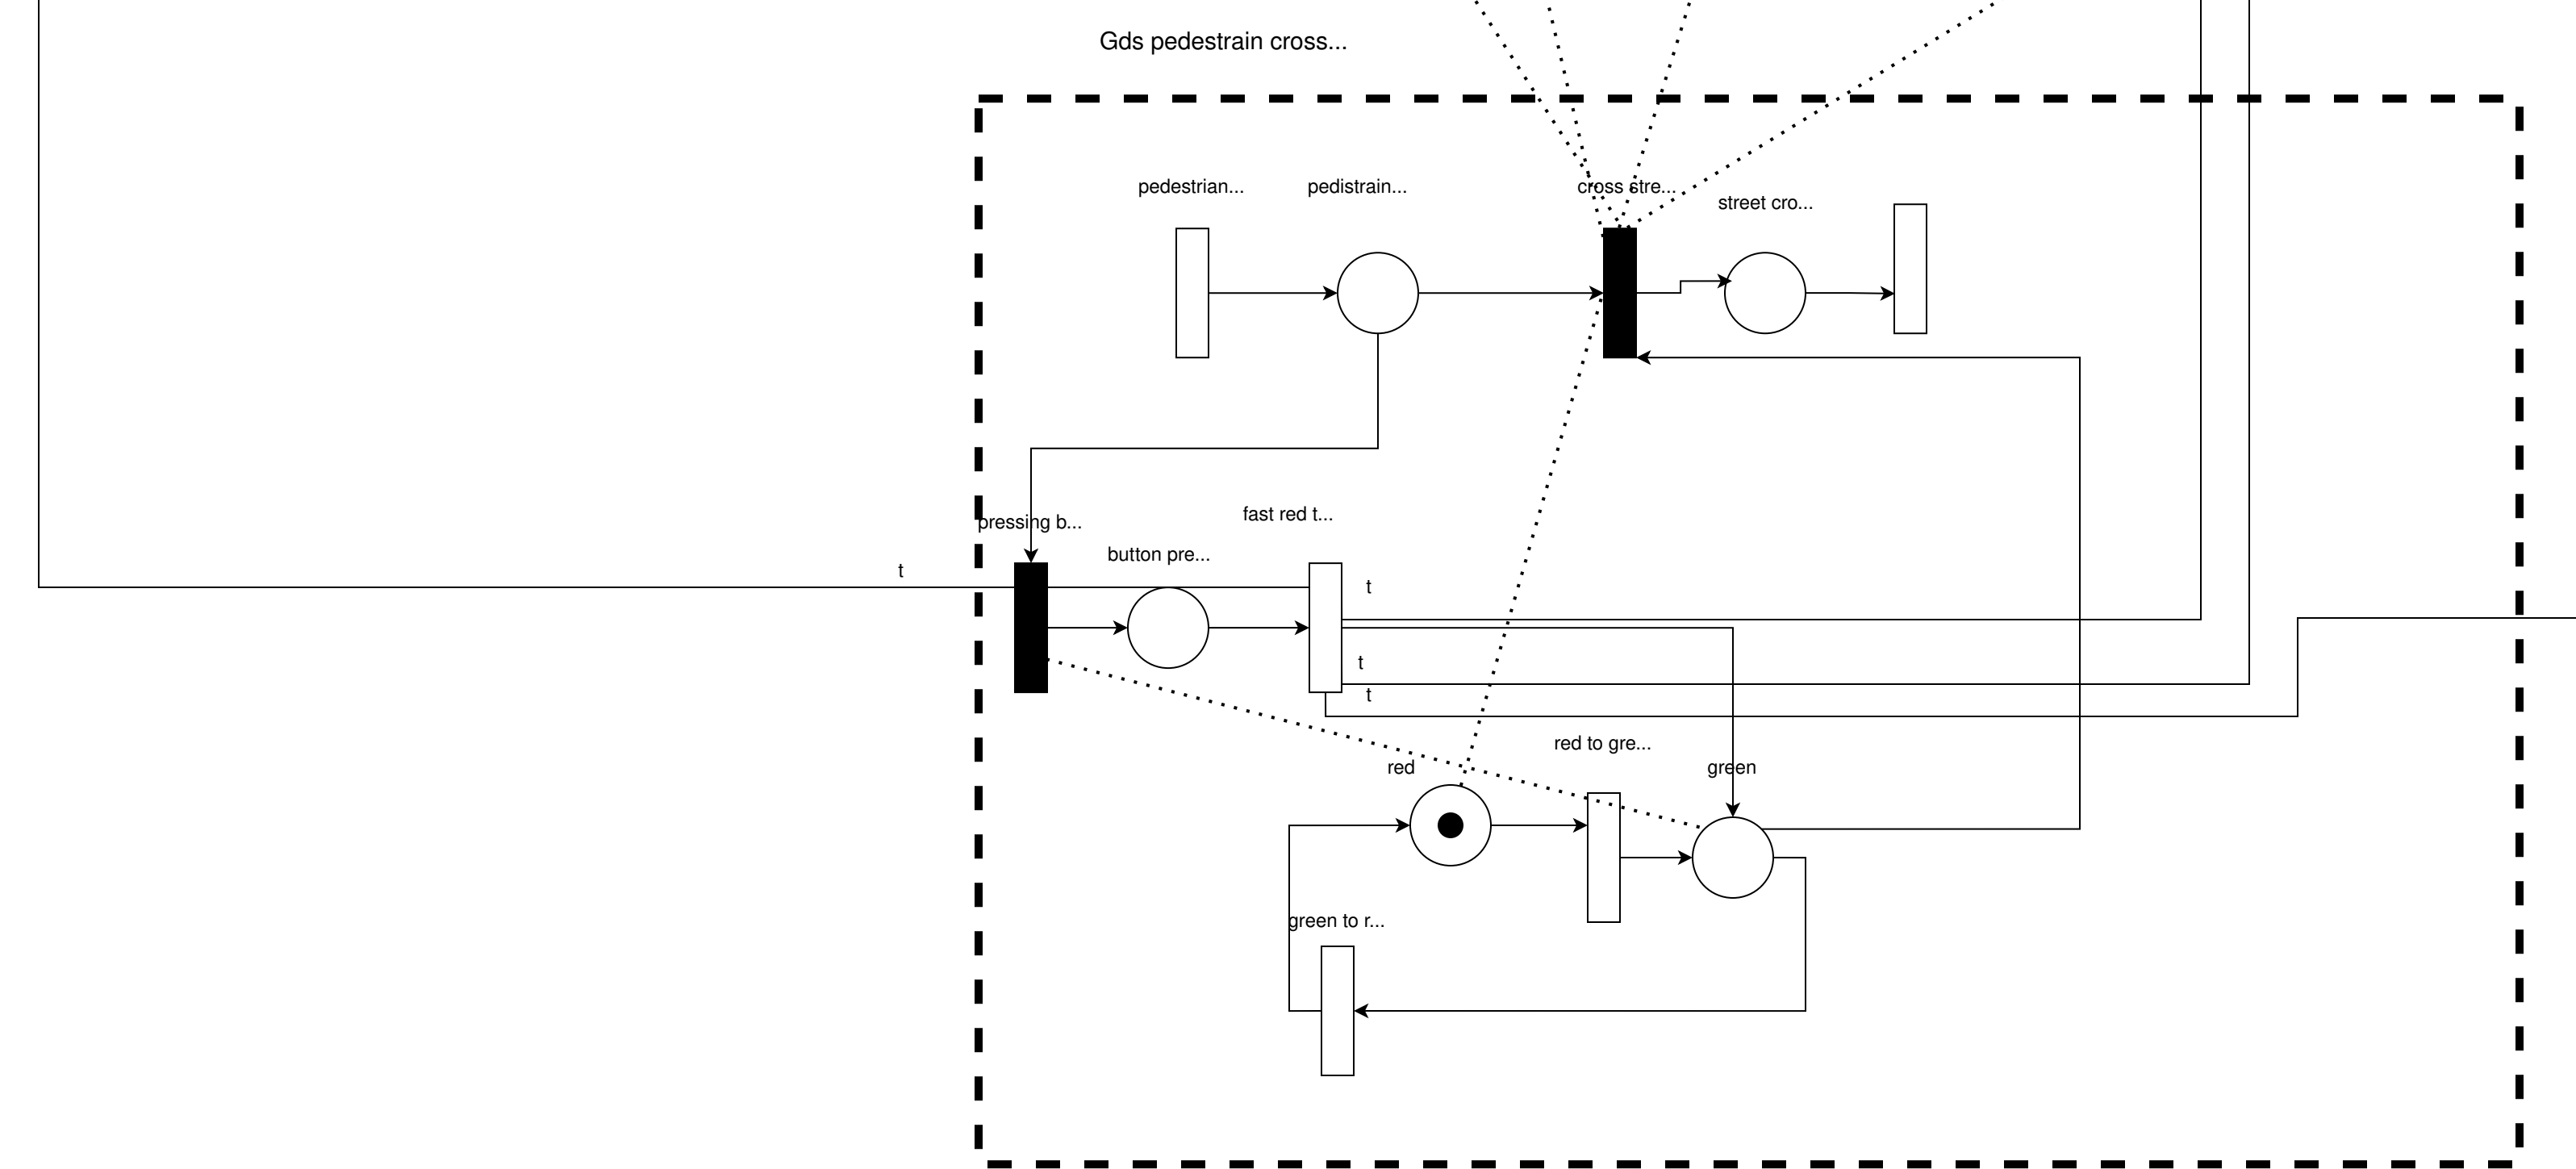 Gds pedestrain cross...
pedestrian...
pedistrain...
cross stre...
street cro...
pressing b...
fast red t...
button pre...
t
t
t
t
red to gre...
red
green
green to r...